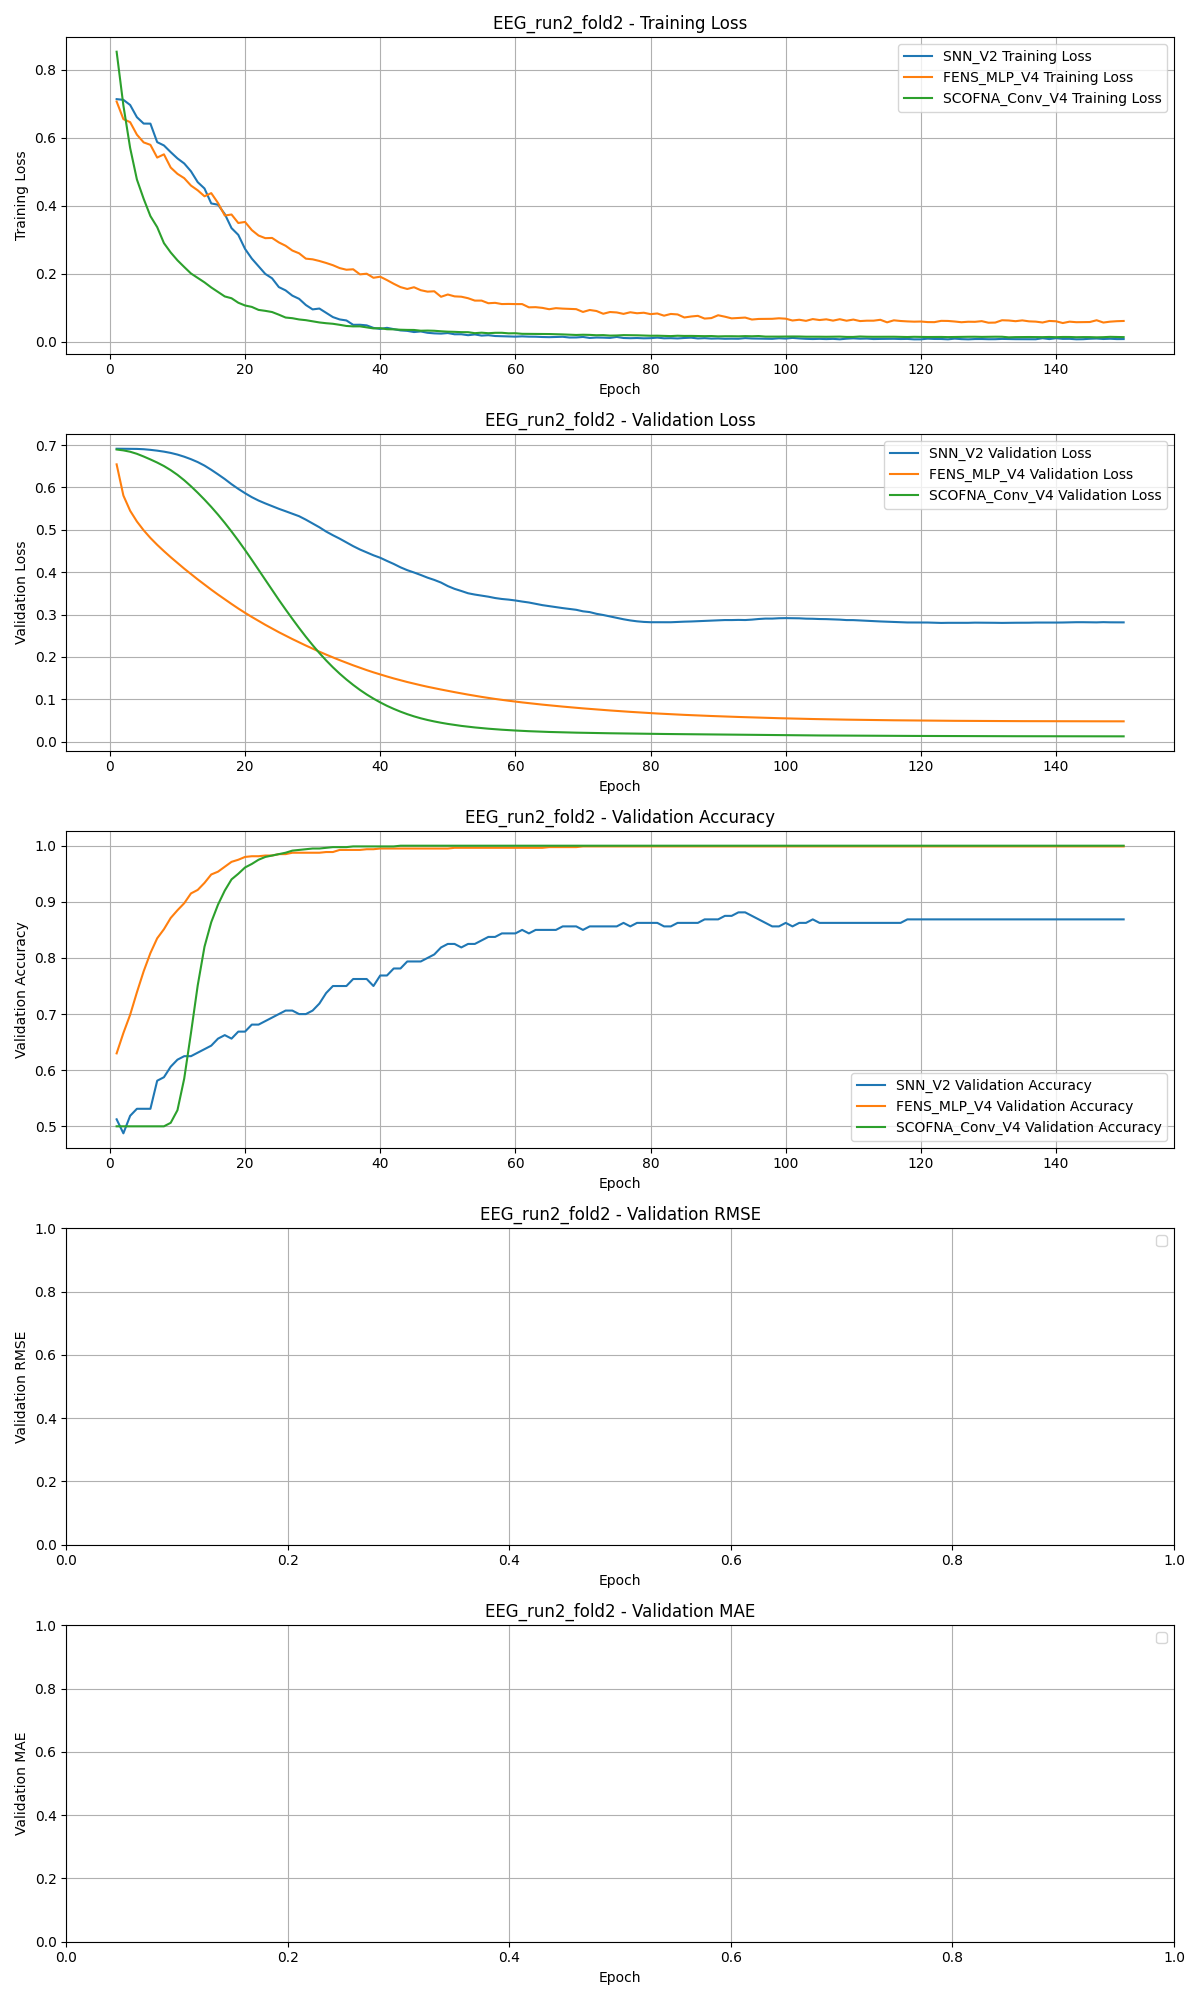 EEG_run2_fold2 - Training Loss
SNN_V2 Training Loss
FENS_MLP_V4 Training Loss
SCOFNA_Conv_V4 Training Loss
Training Loss
0.8
0.6
0.4
0.2
0.0
0 20 40 60 80 100 120 140
Epoch
EEG_run2_fold2 - Validation Loss
SNN_V2 Validation Loss
FENS_MLP_V4 Validation Loss
SCOFNA_Conv_V4 Validation Loss
Validation Loss
0.7
0.6
0.5
0.4
0.3
0.2
0.1
0.0
0 20 40 60 80 100 120 140
Epoch
EEG_run2_fold2 - Validation Accuracy
Validation Accuracy
1.0
0.9
0.8
0.7
0.6
0.5
SNN_V2 Validation Accuracy
FENS_MLP_V4 Validation Accuracy
SCOFNA_Conv_V4 Validation Accuracy
0 20 40 60 80 100 120 140
Epoch
EEG_run2_fold2 - Validation RMSE
Validation RMSE
1.0
0.8
0.6
0.4
0.2
0.0
0.0 0.2 0.4 0.6 0.8 1.0
Epoch
EEG_run2_fold2 - Validation MAE
Validation MAE
1.0
0.8
0.6
0.4
0.2
0.0
0.0 0.2 0.4 0.6 0.8 1.0
Epoch